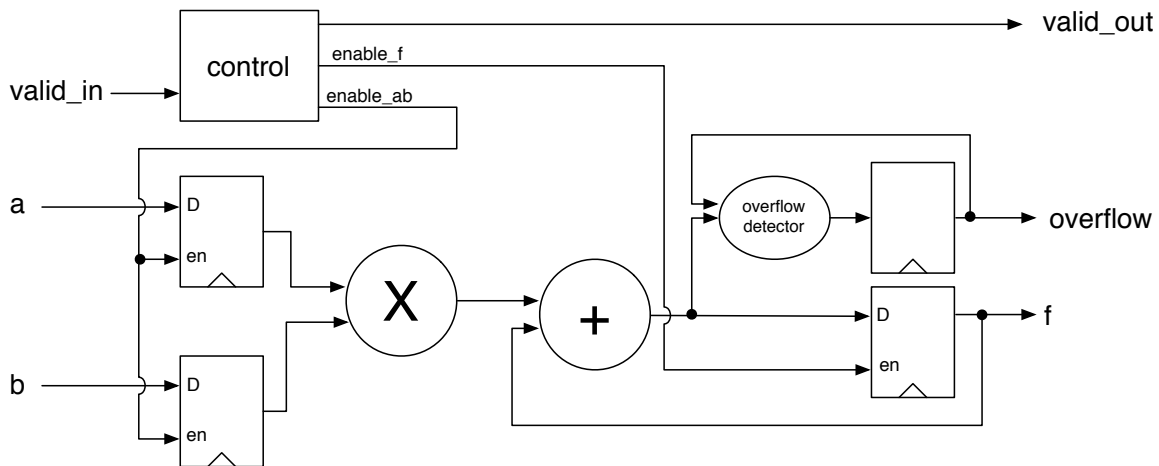 valid_out
control
enable_f
valid_in
enable_ab
a
D
en
overflow
detector
overflow
X
+
D
f
en
b
D
en